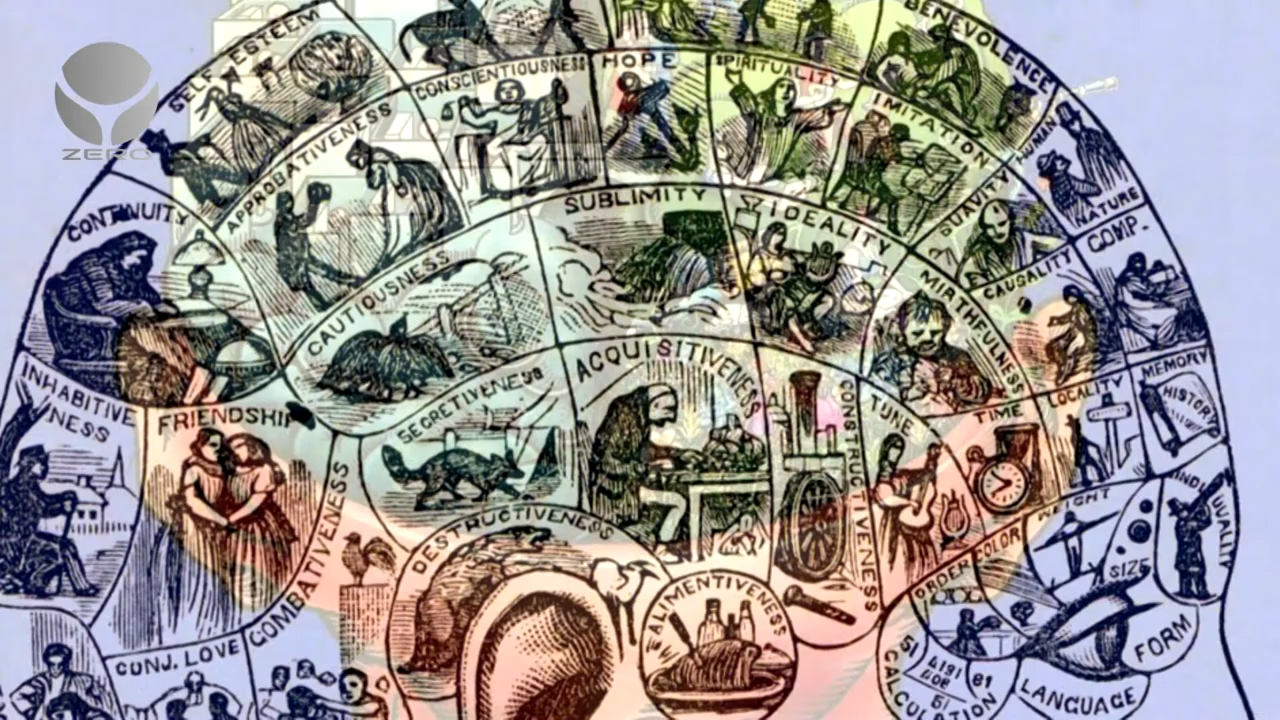 SELF ESTEEM
BENEVOLENCE
CONSCIENTIOUSNESS
HOPE
SPIRITUALITY
IMITATION
HUMAN
NATURE
ZERO
APPROBATIVENESS
SUAVITY
CONTINUITY
SUBLIMITY
IDEALITY
COMP.
CAUTIOUSNESS
MIRTHFULNESS
CAUSALITY
ACQUISITIVENESS
MEMORY
INHABITIVE
NESS
FRIENDSHIP
SECRETIVENESS
CONSTRUCTIVENESS
TUNE
TIME
LOCALITY
HISTORY
COMBATIVENESS
DESTRUCTIVENESS
WEIGHT
INDIVIDUALITY
ORDER
COLOR
SIZE
ALIMENTIVENESS
FORM
CONJ. LOVE
CALCULATION
LANGUAGE